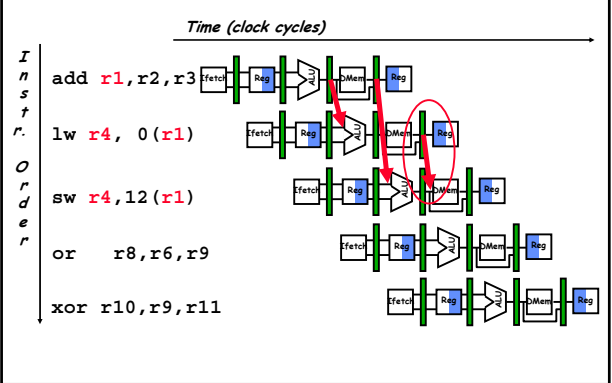 Time (clock cycles)
Instr. Order
add r1,r2,r3 Ifetch Reg ALU DMem Reg
lw r4, 0(r1) Ifetch Reg ALU DMem Reg
sw r4,12(r1) Ifetch Reg ALU DMem Reg
or r8,r6,r9 Ifetch Reg ALU DMem Reg
xor r10,r9,r11 Ifetch Reg ALU DMem Reg